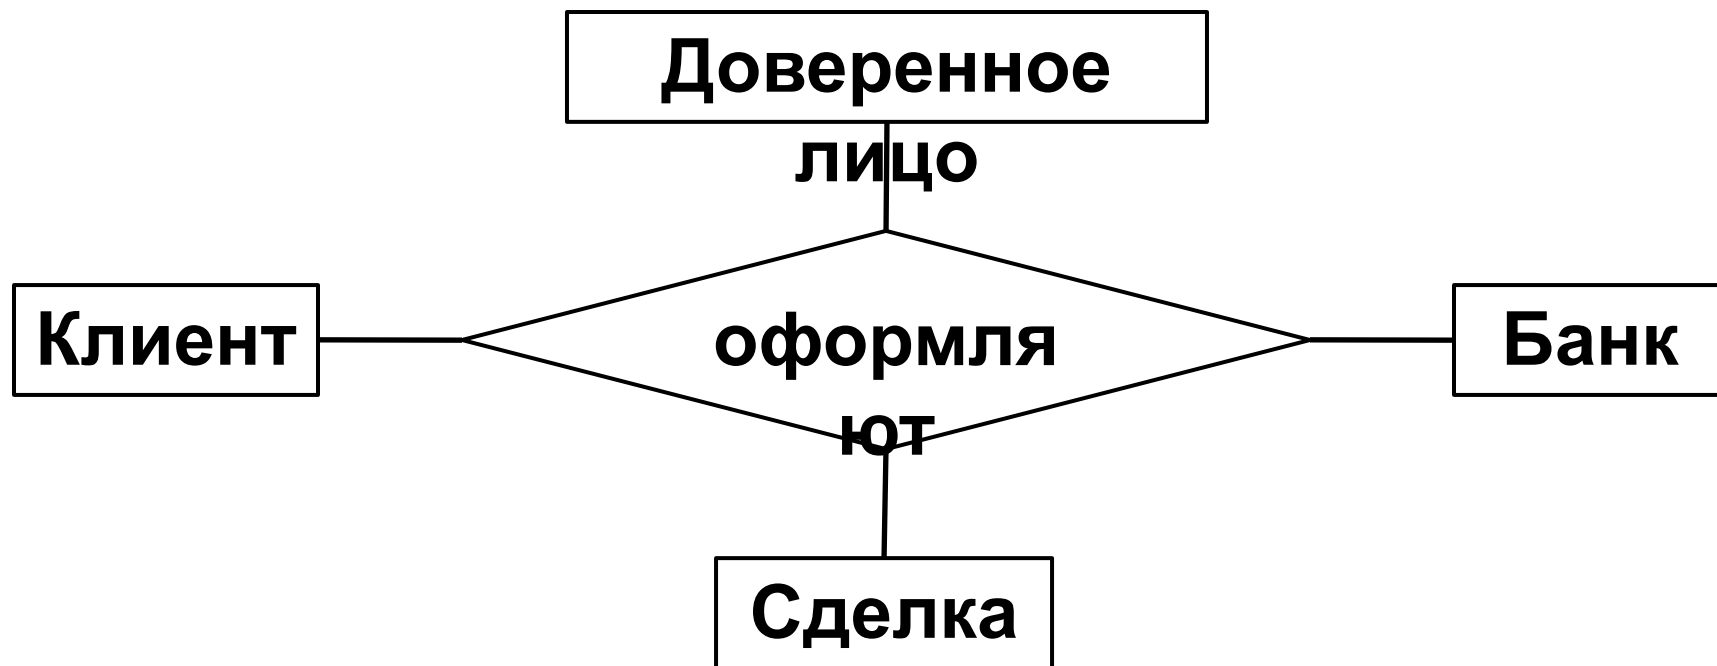 Доверенное
лицо
Клиент
оформля
ют
Банк
Сделка